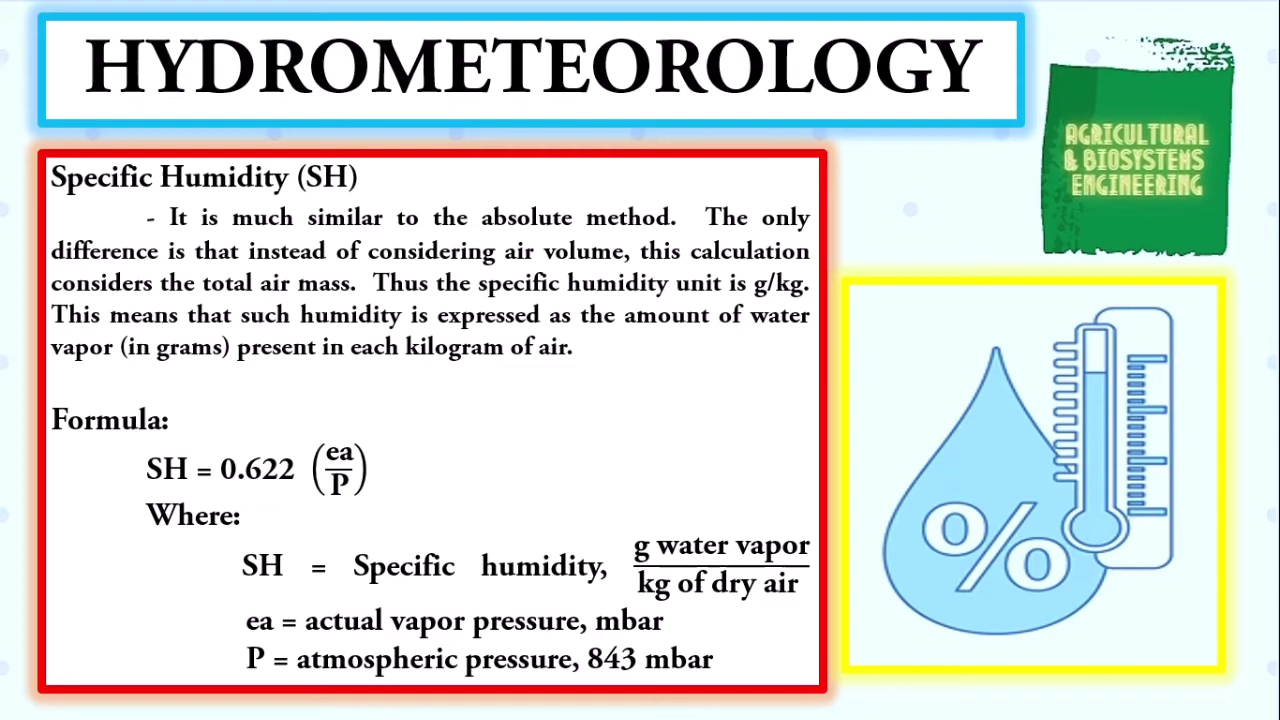 HYDROMETEOROLOGY
AGRICULTURAL
& BIOSYSTEMS
ENGINEERING
Specific Humidity (SH)
- It is much similar to the absolute method. The only
difference is that instead of considering air volume, this calculation
considers the total air mass. Thus the specific humidity unit is g/kg.
This means that such humidity is expressed as the amount of water
vapor (in grams) present in each kilogram of air.
Formula:
SH = 0.622 (ea/P)
Where:
SH = Specific humidity, g water vapor / kg of dry air
ea = actual vapor pressure, mbar
P = atmospheric pressure, 843 mbar
%